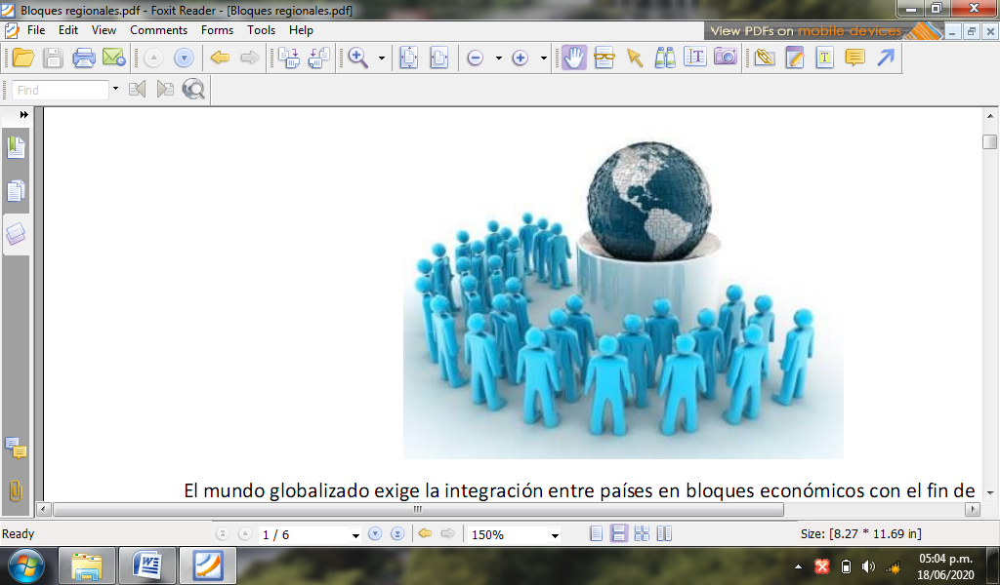 Bloques regionales.pdf - Foxit Reader - [Bloques regionales.pdf]
File Edit View Comments Forms Tools Help
View PDFs on mobile devices
Find
El mundo globalizado exige la integración entre países en bloques económicos con el fin de
Ready
1 / 6
150%
Size: [8.27 * 11.69 in]
05:04 p.m.
18/06/2020